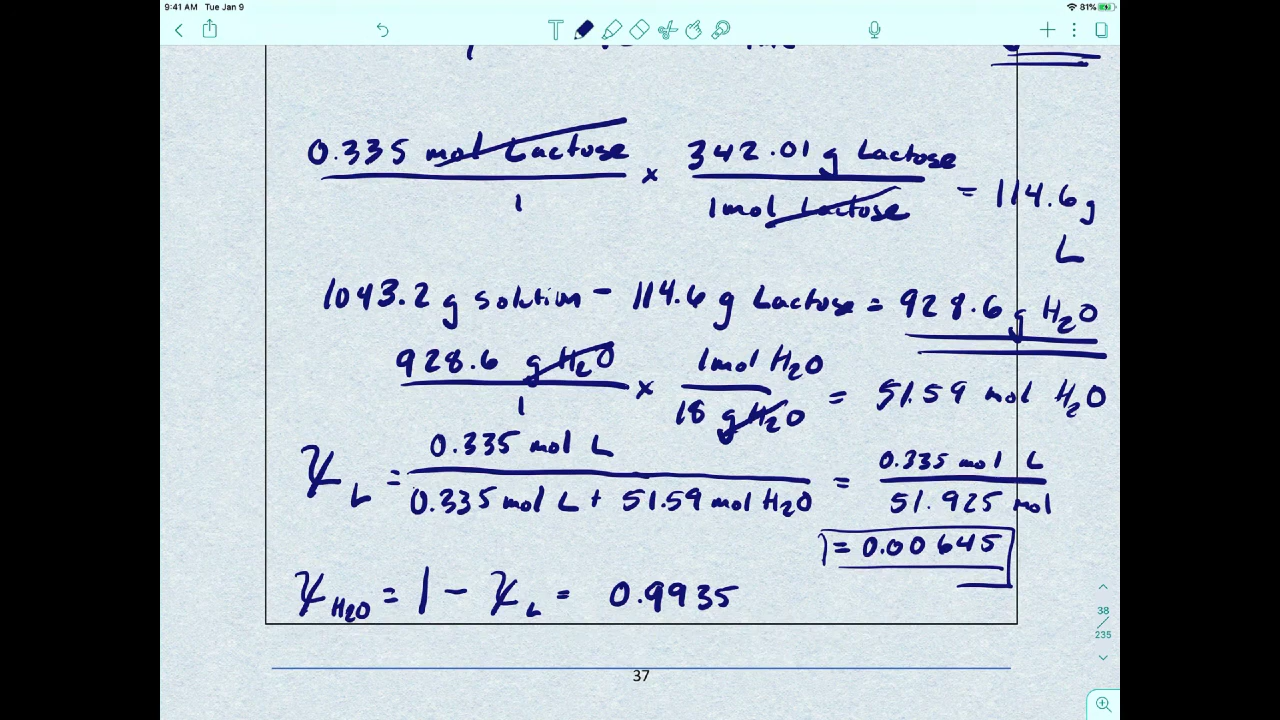 9:41 AM Tue Jan 9
81%
T
0.335 mol Lactose / 1 × 342.01 g Lactose / 1 mol Lactose = 114.6 g L
1043.2 g solution - 114.6 g Lactose = 928.6 g H₂O
928.6 g H₂O / 1 × 1 mol H₂O / 18 g H₂O = 51.59 mol H₂O
χ_L = 0.335 mol L / 0.335 mol L + 51.59 mol H₂O = 0.335 mol L / 51.925 mol
= 0.00645
χ_H₂O = 1 - χ_L = 0.9935
38 / 235
37